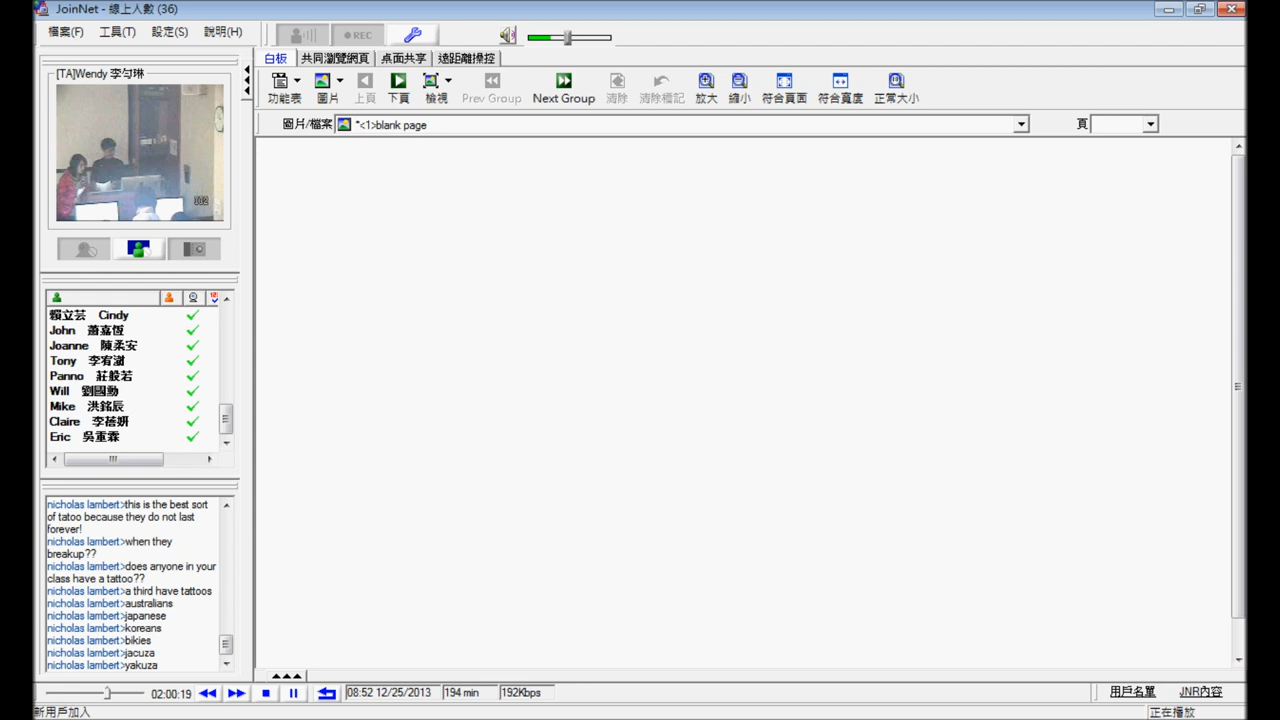 JoinNet - 線上人數 (36)
檔案(F) 工具(T) 設定(S) 說明(H)
REC
[TA]Wendy 李勻琳
102
白板 共同瀏覽網頁 桌面共享 遠距離操控
功能表 圖片 上頁 下頁 檢視 Prev Group Next Group 清除 清除標記 放大 縮小 符合頁面 符合寬度 正常大小
圖片/檔案 *<1>blank page 頁
賴立芸 Cindy
John 蕭嘉恆
Joanne 陳柔安
Tony 李宥澍
Panno 莊般若
Will 劉國勳
Mike 洪銘辰
Claire 李蓓妍
Eric 吳重霖
nicholas lambert>this is the best sort
of tatoo because they do not last
forever!
nicholas lambert>when they
breakup??
nicholas lambert>does anyone in your
class have a tattoo??
nicholas lambert>a third have tattoos
nicholas lambert>australians
nicholas lambert>japanese
nicholas lambert>koreans
nicholas lambert>bikies
nicholas lambert>jacuza
nicholas lambert>yakuza
02:00:19 08:52 12/25/2013 194 min 192Kbps 用戶名單 JNR內容
新用戶加入 正在播放